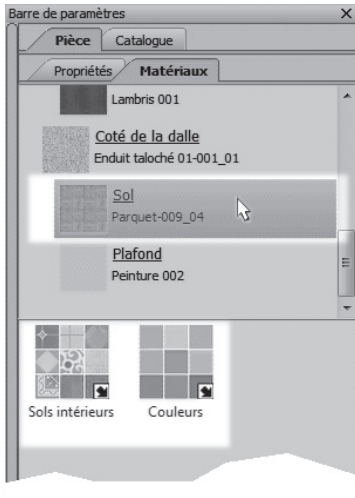 Barre de paramètres
Pièce Catalogue
Propriétés Matériaux
Lambris 001
Coté de la dalle
Enduit taloché 01-001_01
Sol
Parquet-009_04
Plafond
Peinture 002
Sols intérieurs Couleurs